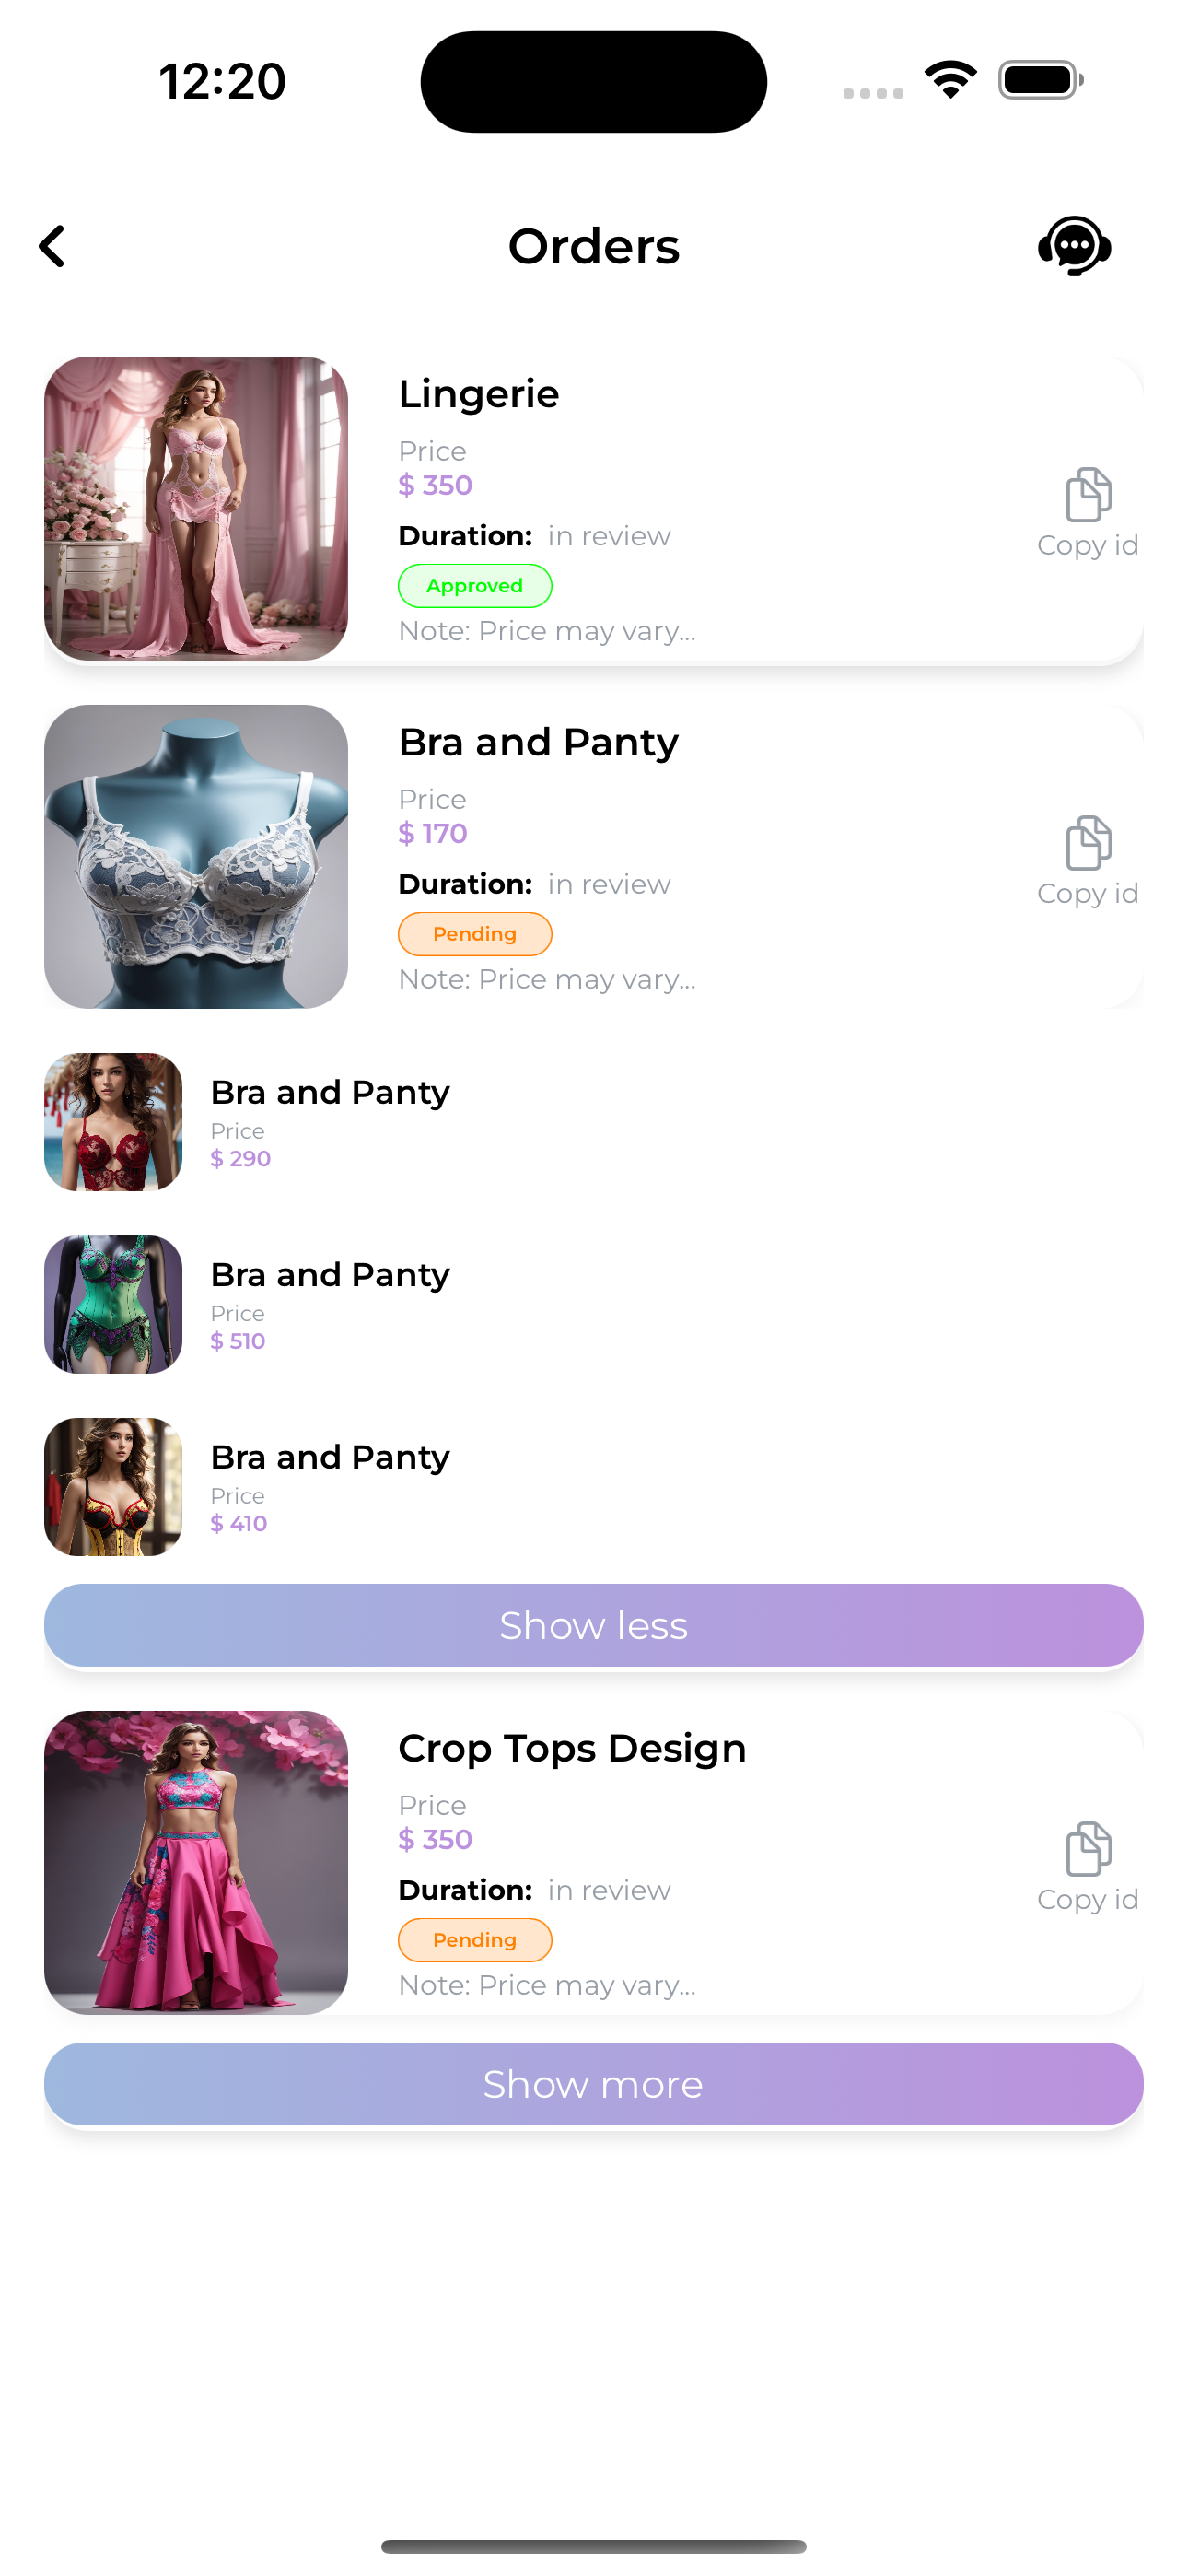 12:20
Orders
Lingerie
Price
$ 350
Duration: in review
Approved
Note: Price may vary...
Copy id
Bra and Panty
Price
$ 170
Duration: in review
Pending
Note: Price may vary...
Copy id
Bra and Panty
Price
$ 290
Bra and Panty
Price
$ 510
Bra and Panty
Price
$ 410
Show less
Crop Tops Design
Price
$ 350
Duration: in review
Pending
Note: Price may vary...
Copy id
Show more